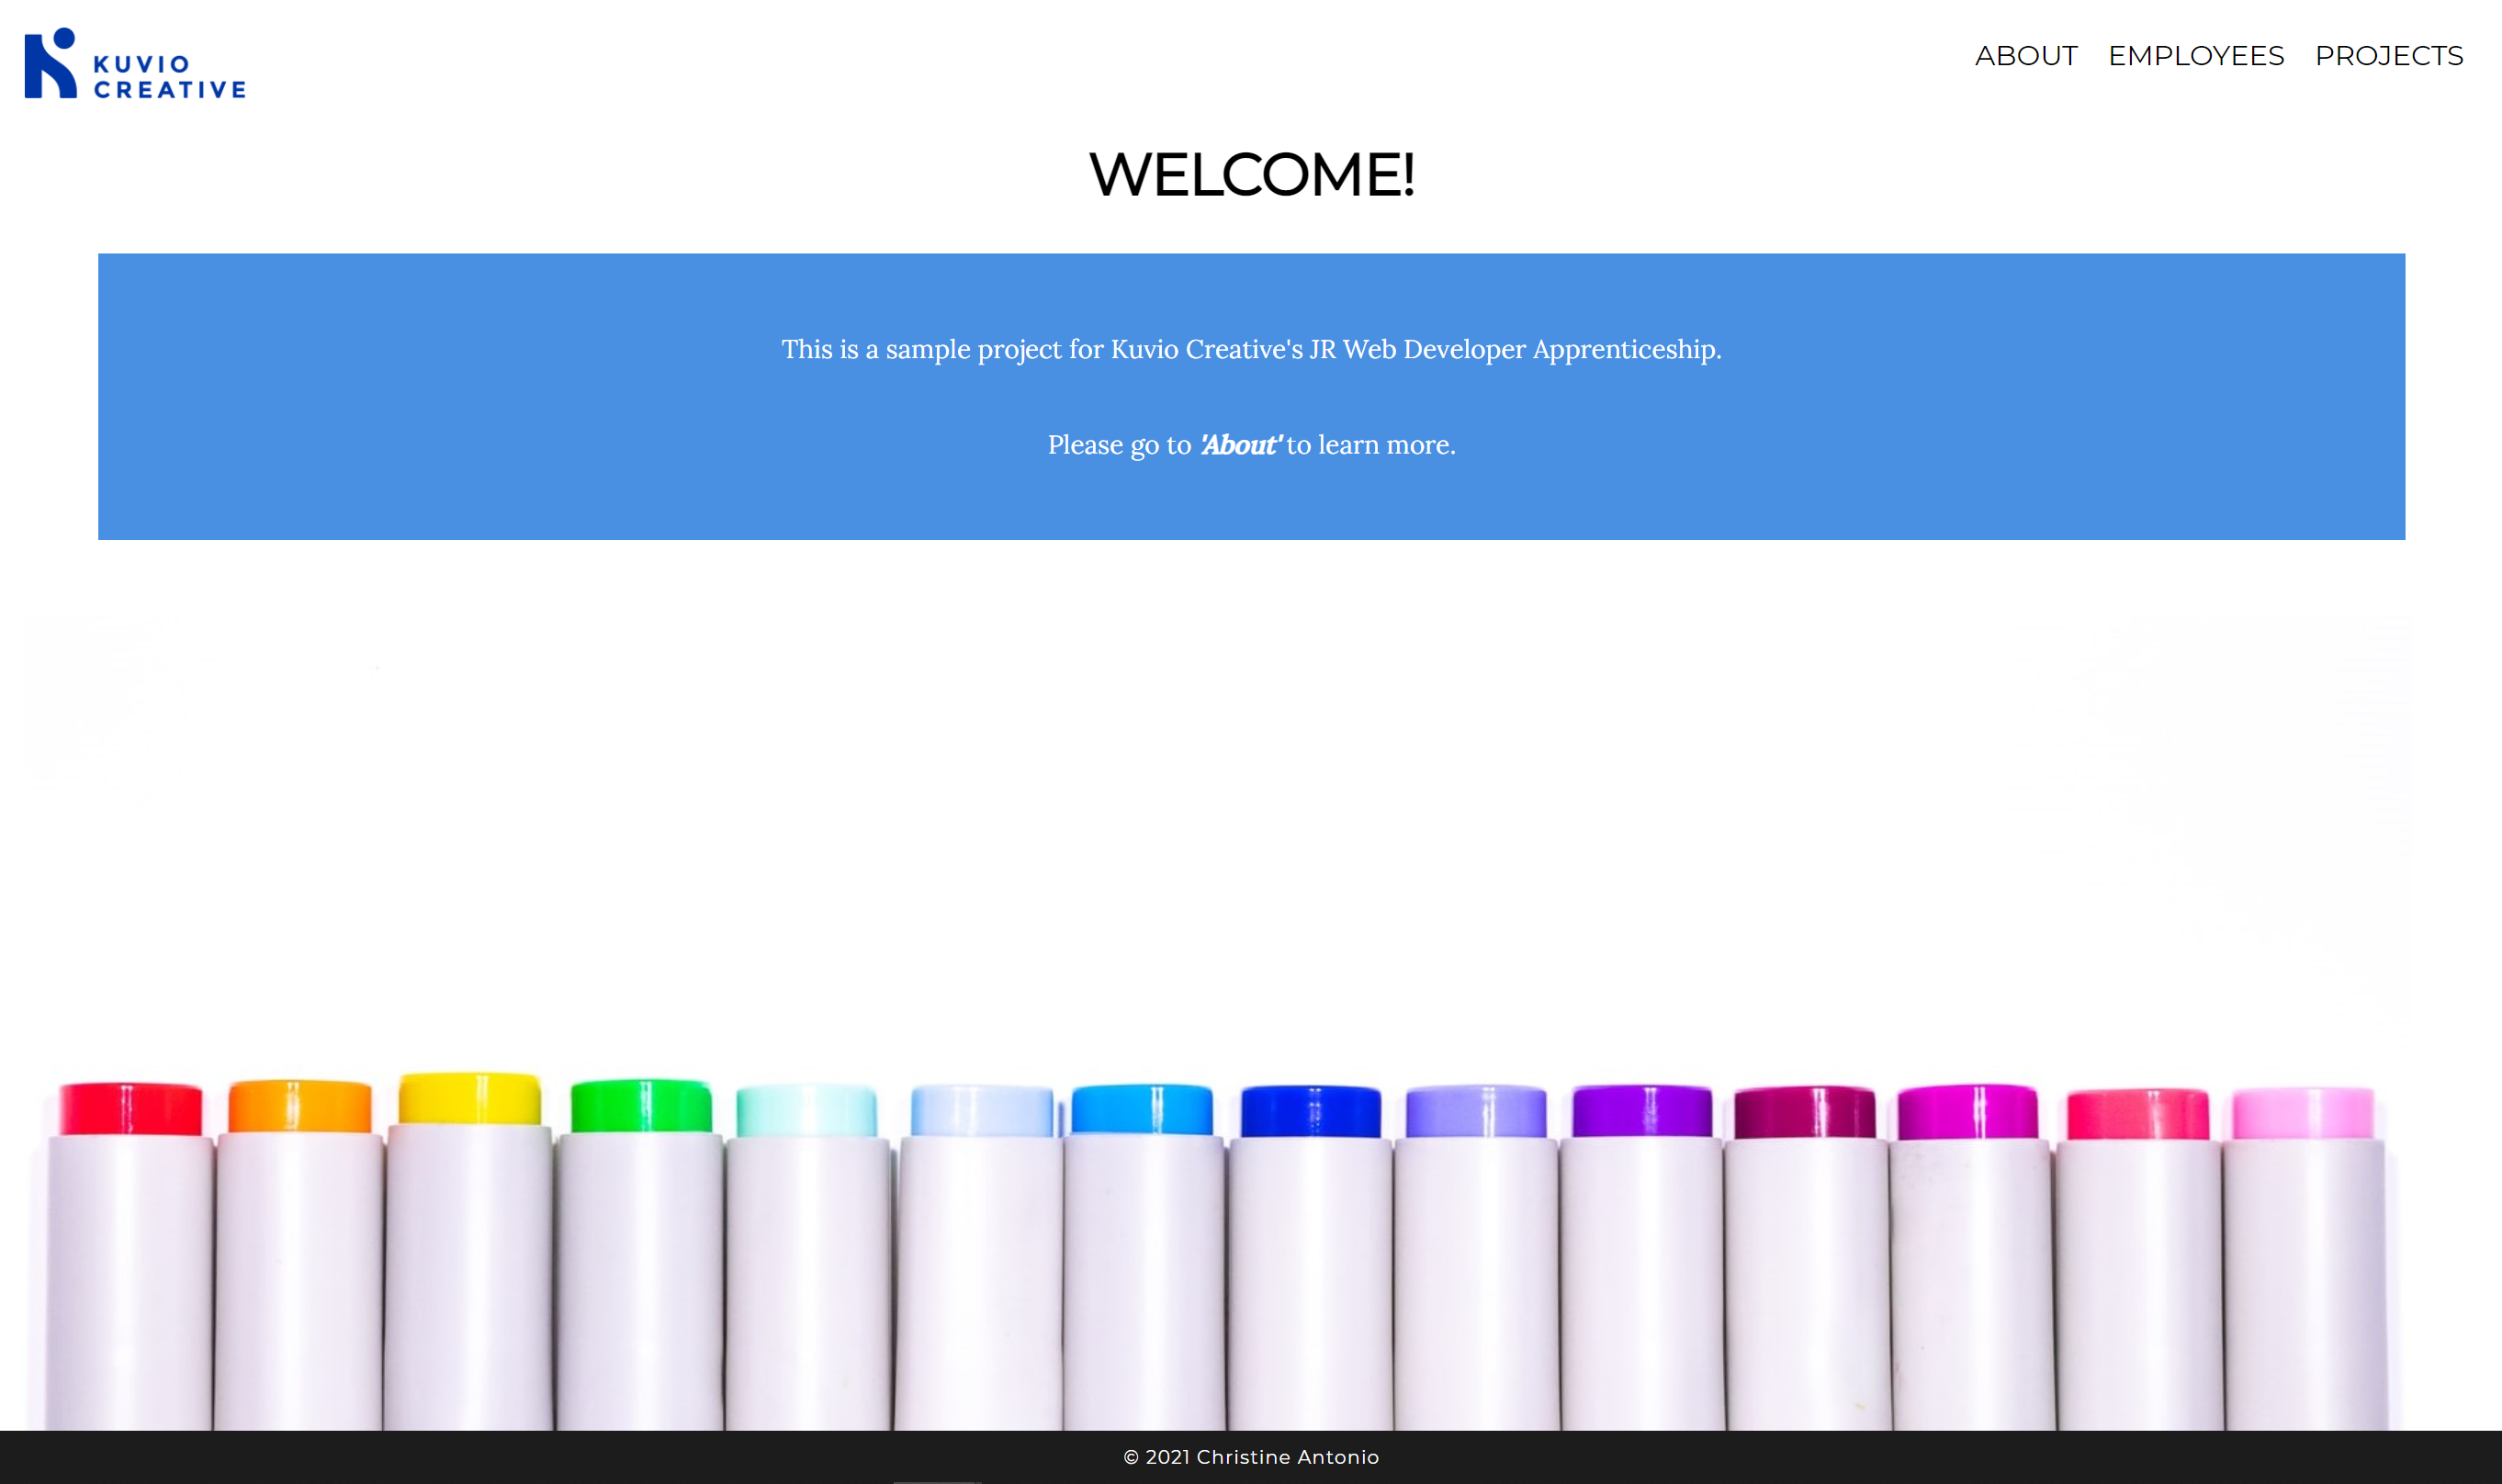 KUVIO
CREATIVE
ABOUT EMPLOYEES PROJECTS
WELCOME!
This is a sample project for Kuvio Creative's JR Web Developer Apprenticeship.
Please go to 'About' to learn more.
© 2021 Christine Antonio